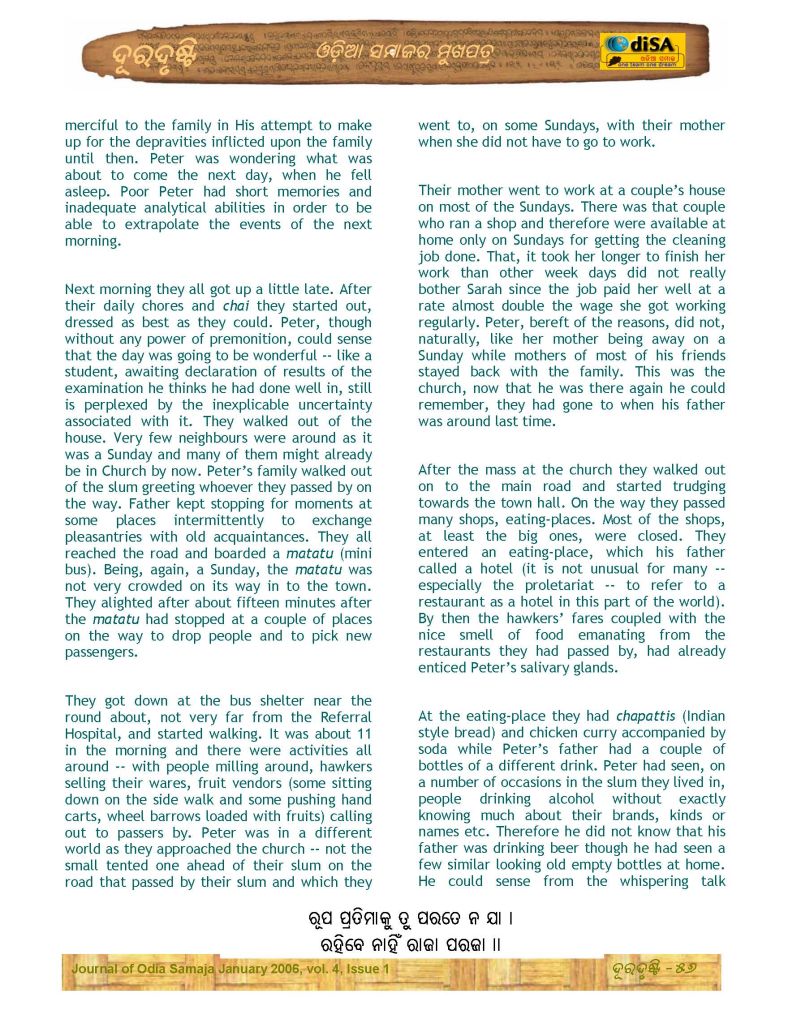 ଦୂରଦୃଷ୍ଟି
ଓଡ଼ିଆ ସମାଜର ମୁଖପତ୍ର
diSA
ଓଡ଼ିଆ ସମାଜ
one team one dream
merciful to the family in His attempt to make
up for the depravities inflicted upon the family
until then. Peter was wondering what was
about to come the next day, when he fell
asleep. Poor Peter had short memories and
inadequate analytical abilities in order to be
able to extrapolate the events of the next
morning.
Next morning they all got up a little late. After
their daily chores and chai they started out,
dressed as best as they could. Peter, though
without any power of premonition, could sense
that the day was going to be wonderful -- like a
student, awaiting declaration of results of the
examination he thinks he had done well in, still
is perplexed by the inexplicable uncertainty
associated with it. They walked out of the
house. Very few neighbours were around as it
was a Sunday and many of them might already
be in Church by now. Peter's family walked out
of the slum greeting whoever they passed by on
the way. Father kept stopping for moments at
some places intermittently to exchange
pleasantries with old acquaintances. They all
reached the road and boarded a matatu (mini
bus). Being, again, a Sunday, the matatu was
not very crowded on its way in to the town.
They alighted after about fifteen minutes after
the matatu had stopped at a couple of places
on the way to drop people and to pick new
passengers.
They got down at the bus shelter near the
round about, not very far from the Referral
Hospital, and started walking. It was about 11
in the morning and there were activities all
around -- with people milling around, hawkers
selling their wares, fruit vendors (some sitting
down on the side walk and some pushing hand
carts, wheel barrows loaded with fruits) calling
out to passers by. Peter was in a different
world as they approached the church -- not the
small tented one ahead of their slum on the
road that passed by their slum and which they
went to, on some Sundays, with their mother
when she did not have to go to work.
Their mother went to work at a couple's house
on most of the Sundays. There was that couple
who ran a shop and therefore were available at
home only on Sundays for getting the cleaning
job done. That, it took her longer to finish her
work than other week days did not really
bother Sarah since the job paid her well at a
rate almost double the wage she got working
regularly. Peter, bereft of the reasons, did not,
naturally, like her mother being away on a
Sunday while mothers of most of his friends
stayed back with the family. This was the
church, now that he was there again he could
remember, they had gone to when his father
was around last time.
After the mass at the church they walked out
on to the main road and started trudging
towards the town hall. On the way they passed
many shops, eating-places. Most of the shops,
at least the big ones, were closed. They
entered an eating-place, which his father
called a hotel (it is not unusual for many --
especially the proletariat -- to refer to a
restaurant as a hotel in this part of the world).
By then the hawkers' fares coupled with the
nice smell of food emanating from the
restaurants they had passed by, had already
enticed Peter's salivary glands.
At the eating-place they had chapattis (Indian
style bread) and chicken curry accompanied by
soda while Peter's father had a couple of
bottles of a different drink. Peter had seen, on
a number of occasions in the slum they lived in,
people drinking alcohol without exactly
knowing much about their brands, kinds or
names etc. Therefore he did not know that his
father was drinking beer though he had seen a
few similar looking old empty bottles at home.
He could sense from the whispering talk
ରୂପ ପ୍ରତିମାକୁ ତୁ ପରତେ ନ ଯା ।
ରହିବେ ନାହିଁ ରାଜା ପରଜା ।।
Journal of Odia Samaja January 2006, vol. 4, Issue 1
ଦୂରଦୃଷ୍ଟି - ୫୬